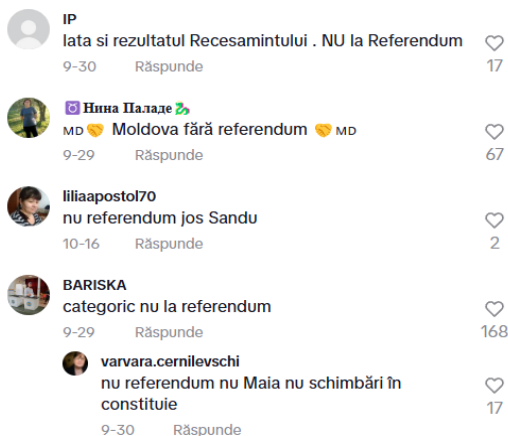 IP
Iata si rezultatul Recesamintului . NU la Referendum
9-30 Răspunde
17
♉ Нина Паладе 🐉
MD🤝 Moldova fără referendum 🤝MD
9-29 Răspunde
67
liliaapostol70
nu referendum jos Sandu
10-16 Răspunde
2
BARISKA
categoric nu la referendum
9-29 Răspunde
168
varvara.cernilevschi
nu referendum nu Maia nu schimbări în
constituie
9-30 Răspunde
17